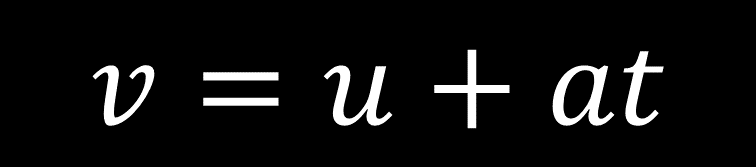 v = u + at